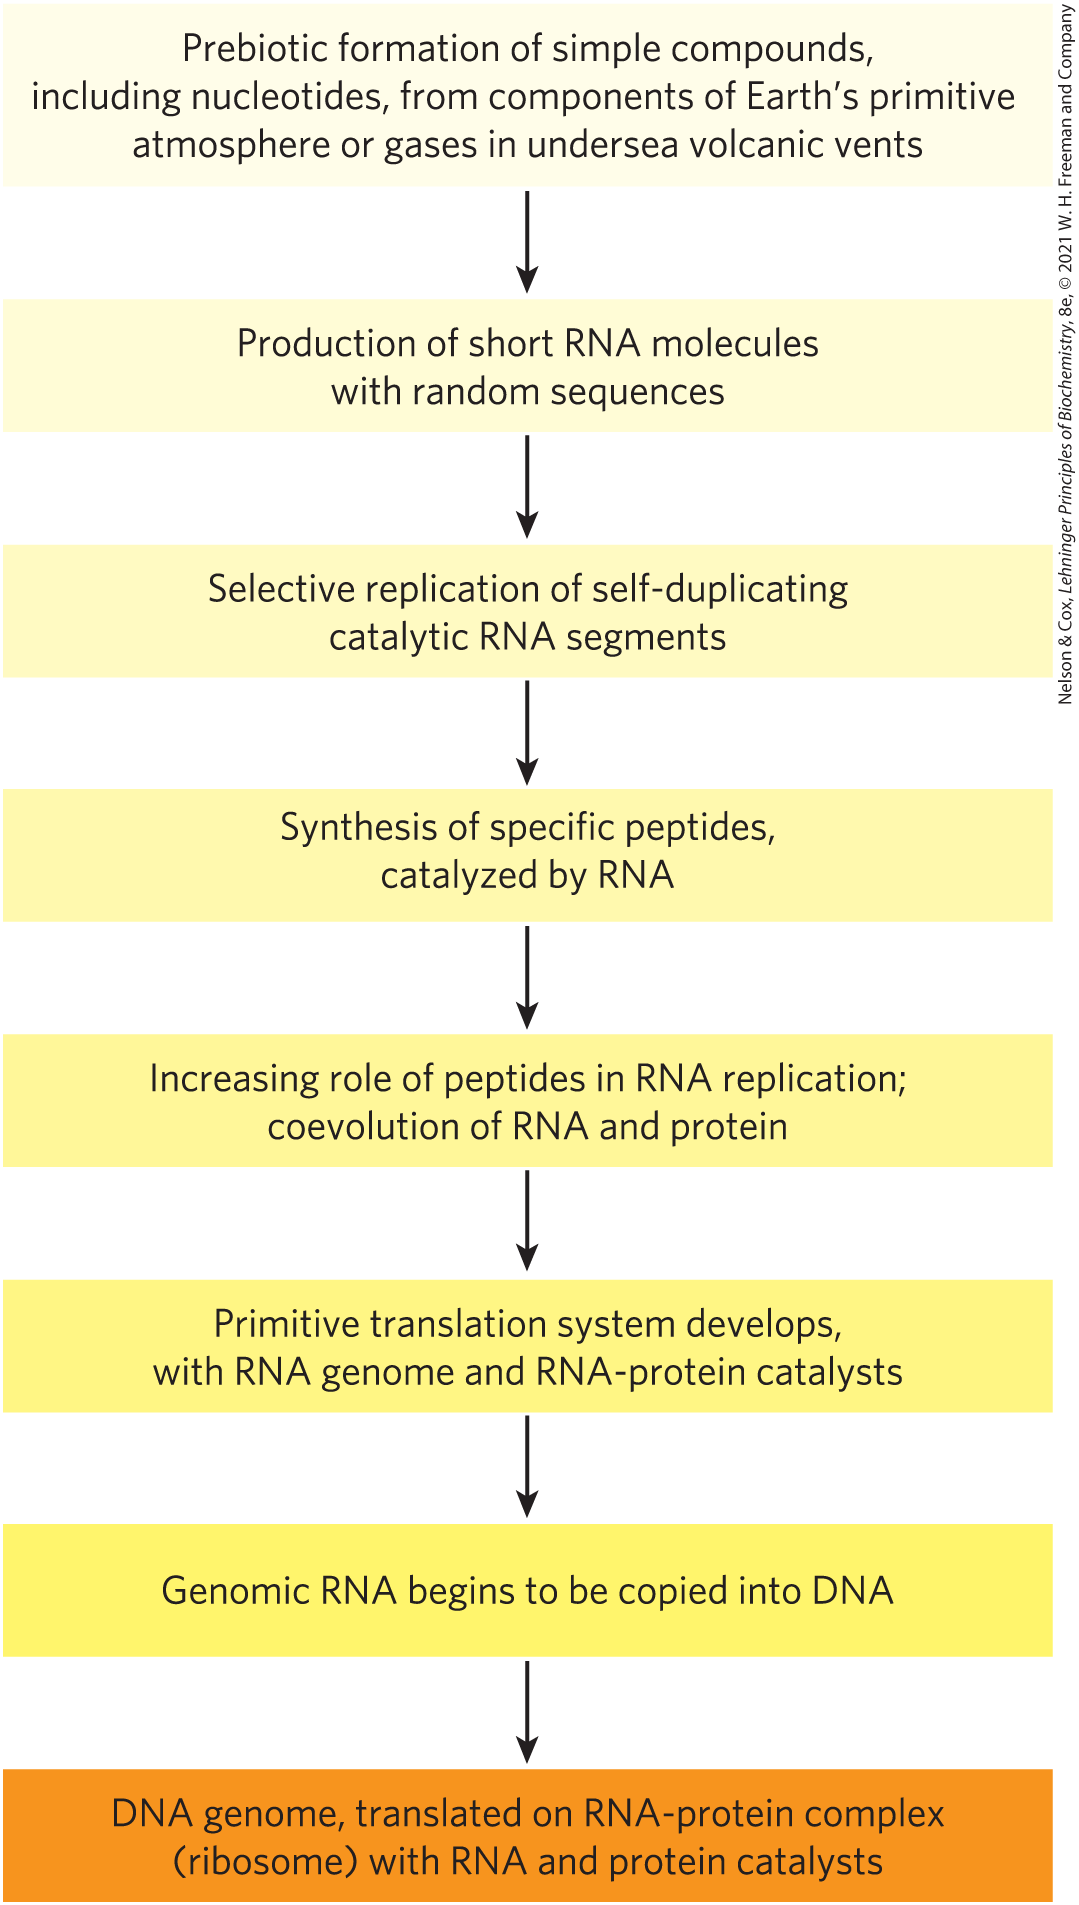 Prebiotic formation of simple compounds,
including nucleotides, from components of Earth’s primitive
atmosphere or gases in undersea volcanic vents
Production of short RNA molecules
with random sequences
Selective replication of self-duplicating
catalytic RNA segments
Synthesis of specific peptides,
catalyzed by RNA
Increasing role of peptides in RNA replication;
coevolution of RNA and protein
Primitive translation system develops,
with RNA genome and RNA-protein catalysts
Genomic RNA begins to be copied into DNA
DNA genome, translated on RNA-protein complex
(ribosome) with RNA and protein catalysts
Nelson & Cox, Lehninger Principles of Biochemistry, 8e, © 2021 W. H. Freeman and Company